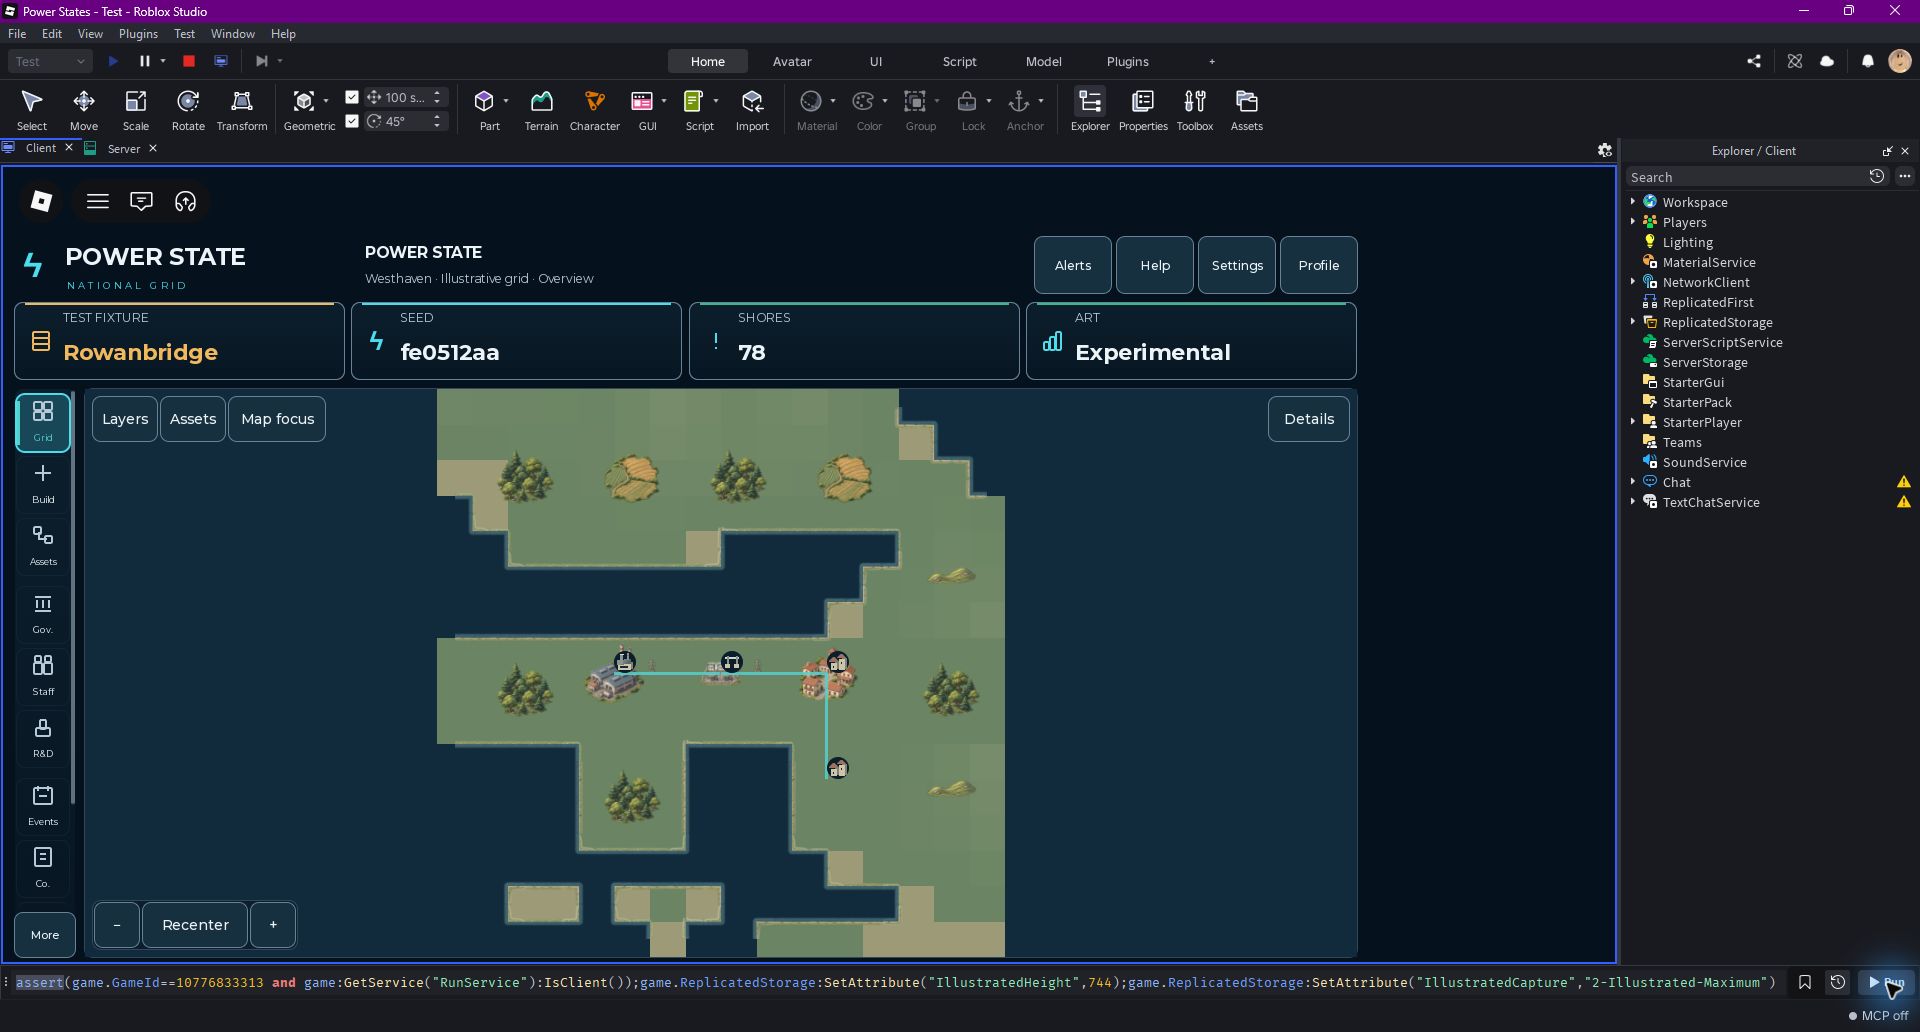 Power States - Test - Roblox Studio
File Edit View Plugins Test Window Help
Test
Home Avatar UI Script Model Plugins +
100 s...
45°
Select Move Scale Rotate Transform Geometric Part Terrain Character GUI Script Import Material Color Group Lock Anchor Explorer Properties Toolbox Assets
Client Server
Explorer / Client
Search
Workspace
Players
Lighting
MaterialService
NetworkClient
ReplicatedFirst
ReplicatedStorage
ServerScriptService
ServerStorage
StarterGui
StarterPack
StarterPlayer
Teams
SoundService
Chat
TextChatService
POWER STATE
NATIONAL GRID
POWER STATE
Westhaven · Illustrative grid · Overview
Alerts Help Settings Profile
TEST FIXTURE
Rowanbridge
SEED
fe0512aa
SHORES
78
ART
Experimental
Grid
Build
Assets
Gov.
Staff
R&D
Events
Co.
More
Layers Assets Map focus
Details
− Recenter +
assert(game.GameId==10776833313 and game:GetService("RunService"):IsClient());game.ReplicatedStorage:SetAttribute("IllustratedHeight",744);game.ReplicatedStorage:SetAttribute("IllustratedCapture","2-Illustrated-Maximum")
MCP off